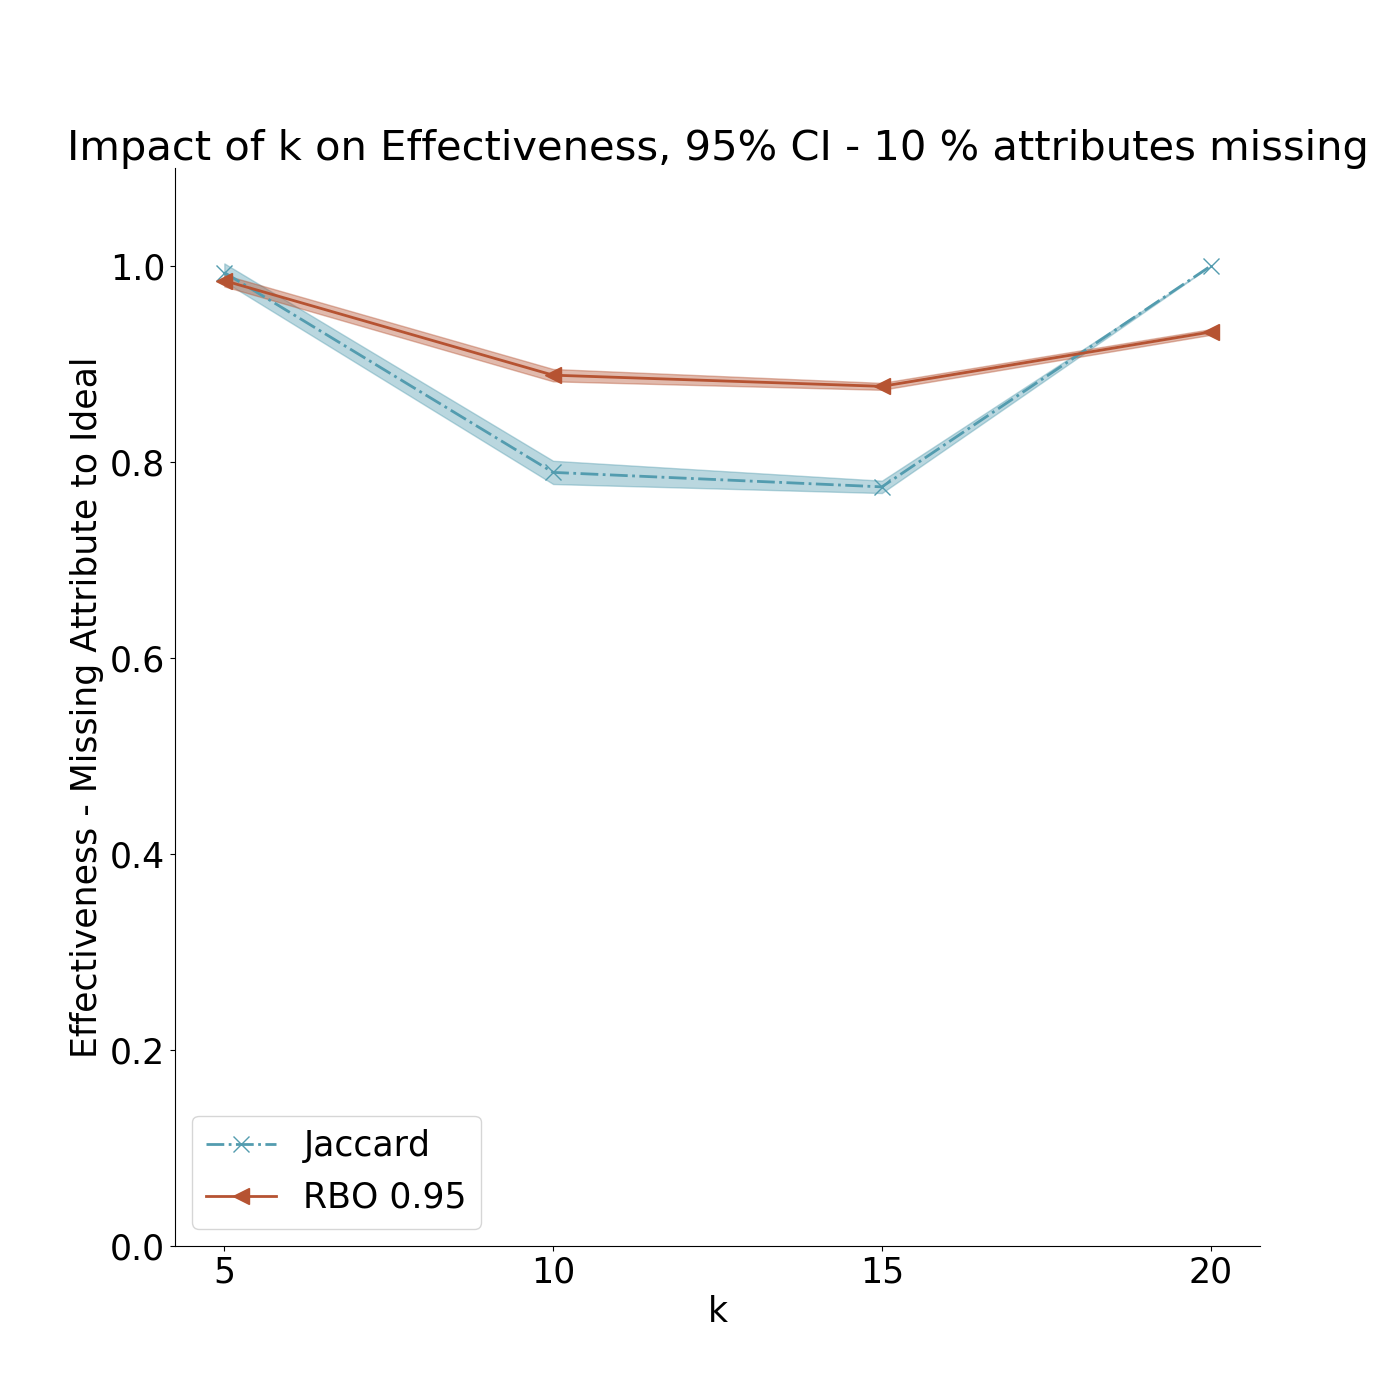 Impact of k on Effectiveness, 95% CI - 10 % attributes missing
Effectiveness - Missing Attribute to Ideal
1.0
0.8
0.6
0.4
0.2
0.0
Jaccard
RBO 0.95
5 10 15 20
k